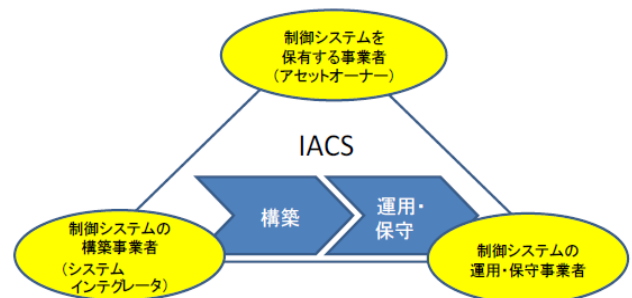 制御システムを
保有する事業者
(アセットオーナー)
IACS
構築
運用・
保守
制御システムの
構築事業者
(システム
インテグレータ)
制御システムの
運用・保守事業者